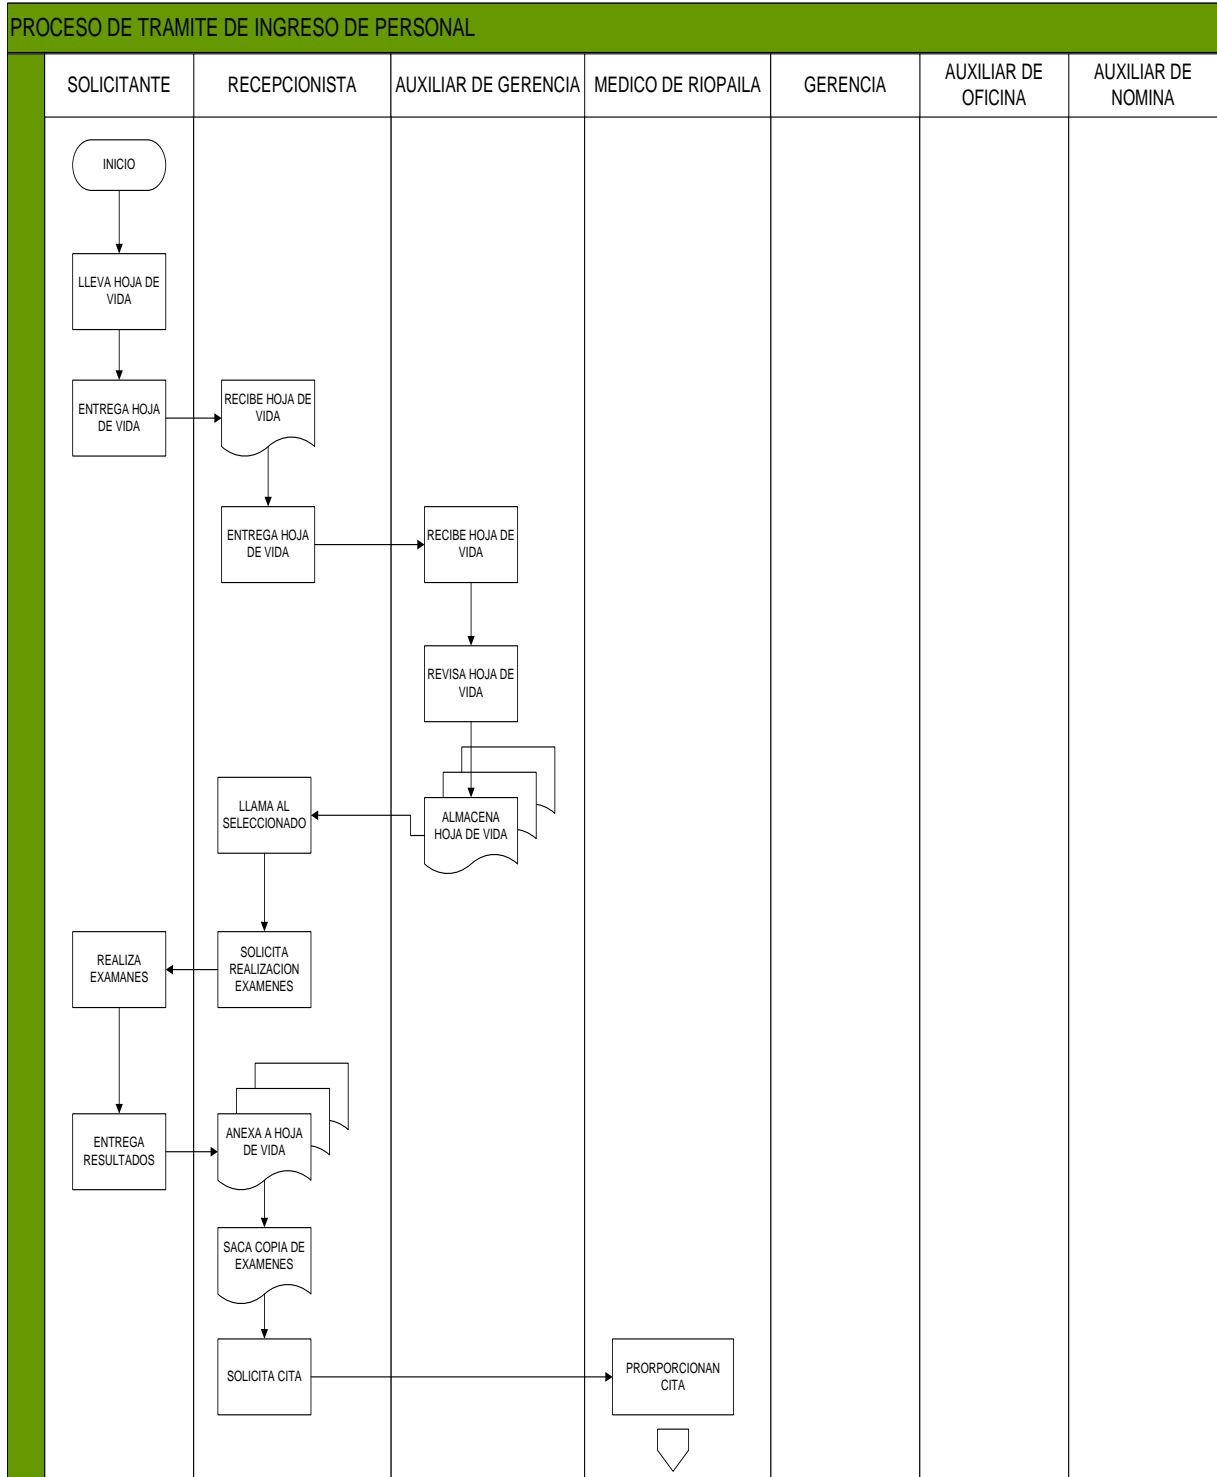 PROCESO DE TRAMITE DE INGRESO DE PERSONAL
SOLICITANTE
RECEPCIONISTA
AUXILIAR DE GERENCIA
MEDICO DE RIOPAILA
GERENCIA
AUXILIAR DE
OFICINA
AUXILIAR DE
NOMINA
INICIO
LLEVA HOJA DE
VIDA
ENTREGA HOJA
DE VIDA
RECIBE HOJA DE
VIDA
ENTREGA HOJA
DE VIDA
RECIBE HOJA DE
VIDA
REVISA HOJA DE
VIDA
ALMACENA
HOJA DE VIDA
LLAMA AL
SELECCIONADO
SOLICITA
REALIZACION
EXAMENES
REALIZA
EXAMANES
ENTREGA
RESULTADOS
ANEXA A HOJA
DE VIDA
SACA COPIA DE
EXAMENES
SOLICITA CITA
PRORPORCIONAN
CITA